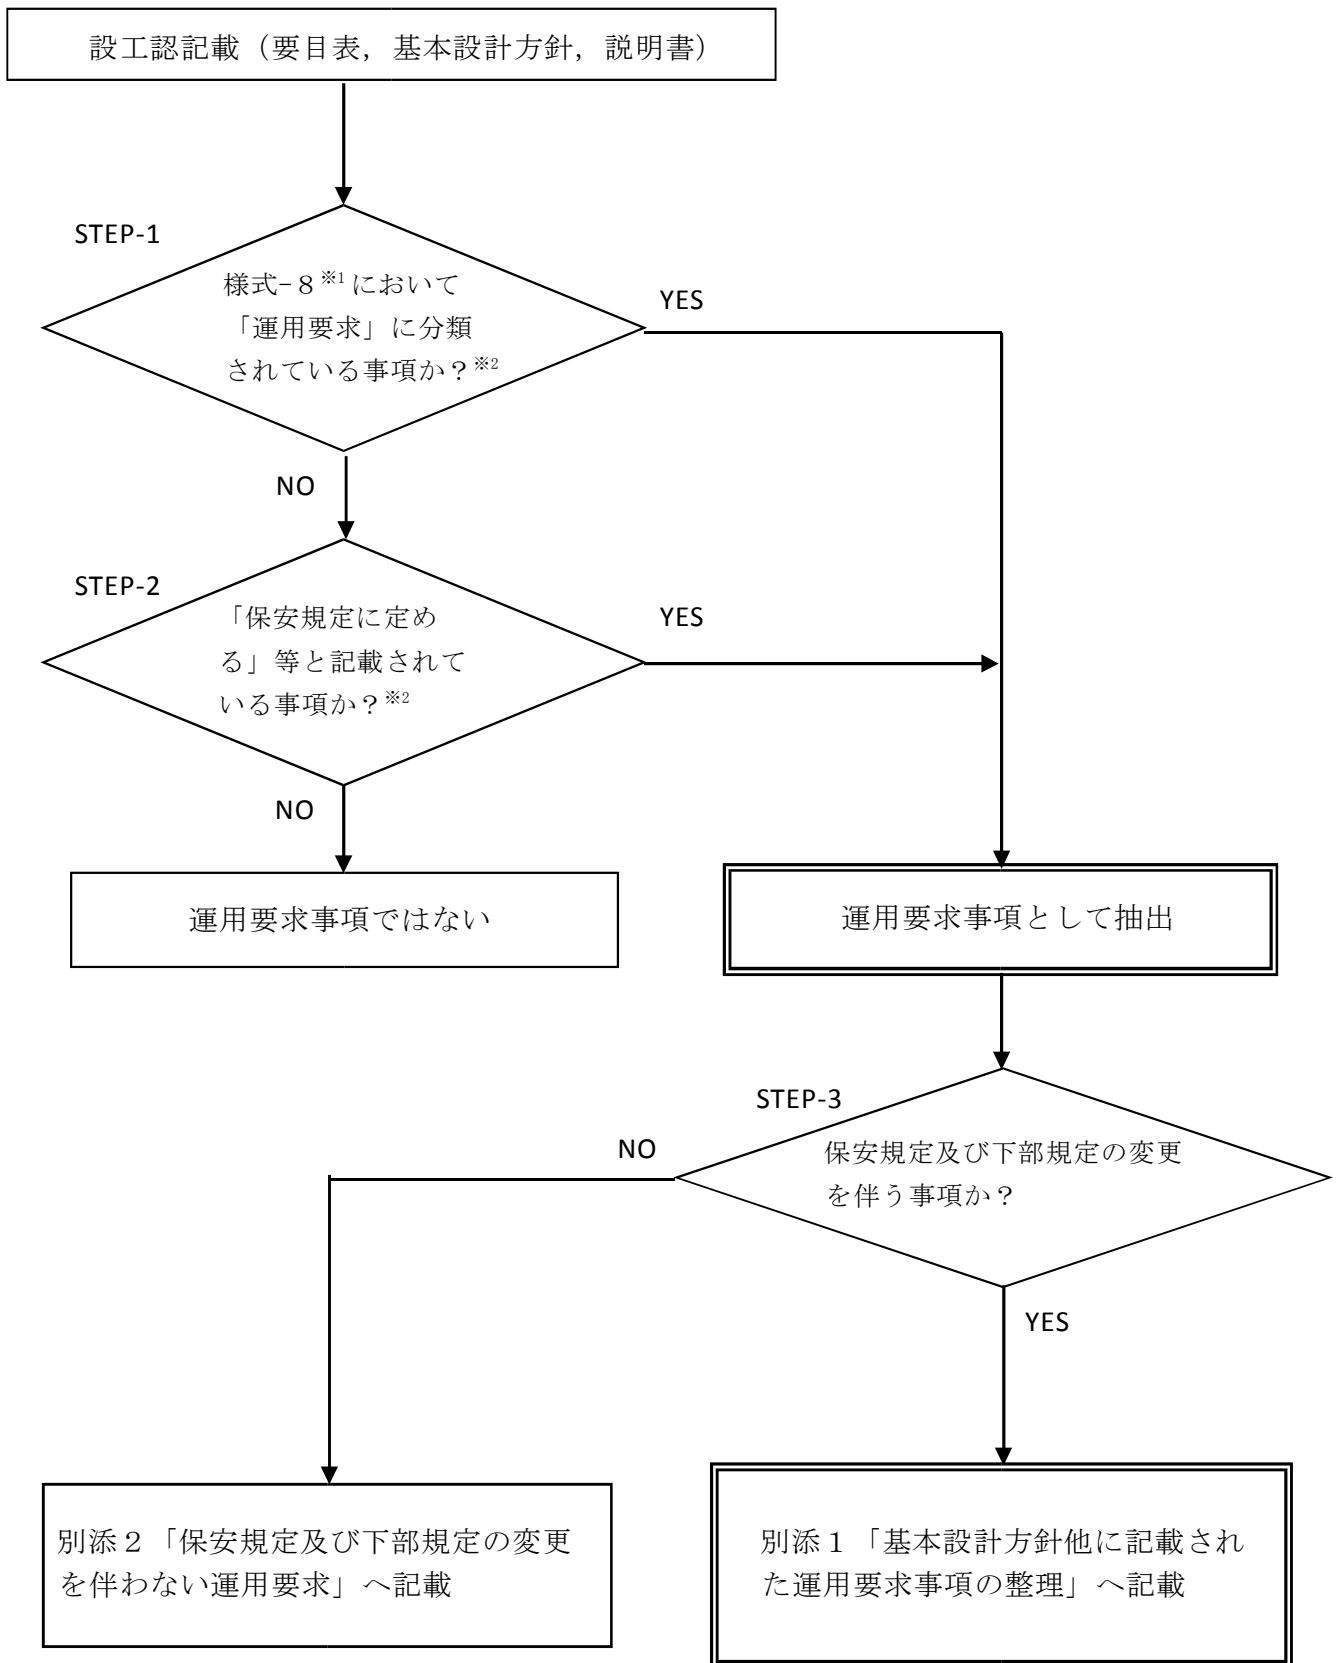 設工認記載（要目表，基本設計方針，説明書）
STEP-1
様式−８※1において
「運用要求」に分類
されている事項か？※2
YES
NO
STEP-2
「保安規定に定め
る」等と記載されて
いる事項か？※2
YES
NO
運用要求事項ではない
運用要求事項として抽出
STEP-3
保安規定及び下部規定の変更
を伴う事項か？
NO
YES
別添２「保安規定及び下部規定の変更
を伴わない運用要求」へ記載
別添１「基本設計方針他に記載され
た運用要求事項の整理」へ記載